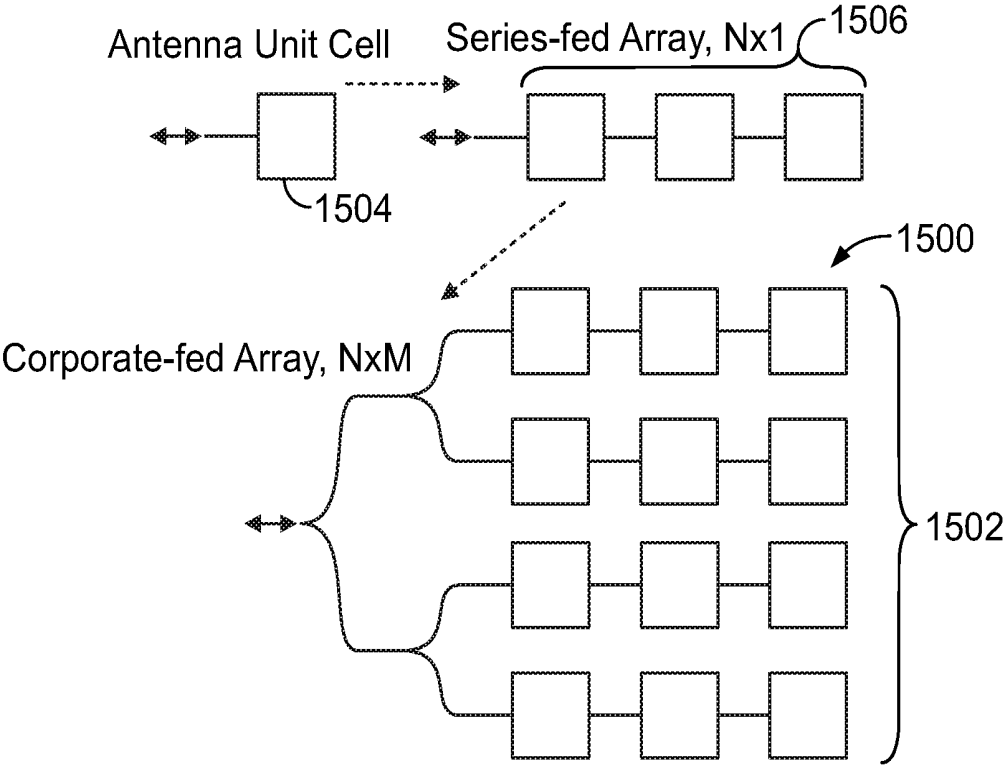 Antenna Unit Cell
Series-fed Array, Nx1
1506
1504
1500
Corporate-fed Array, NxM
1502